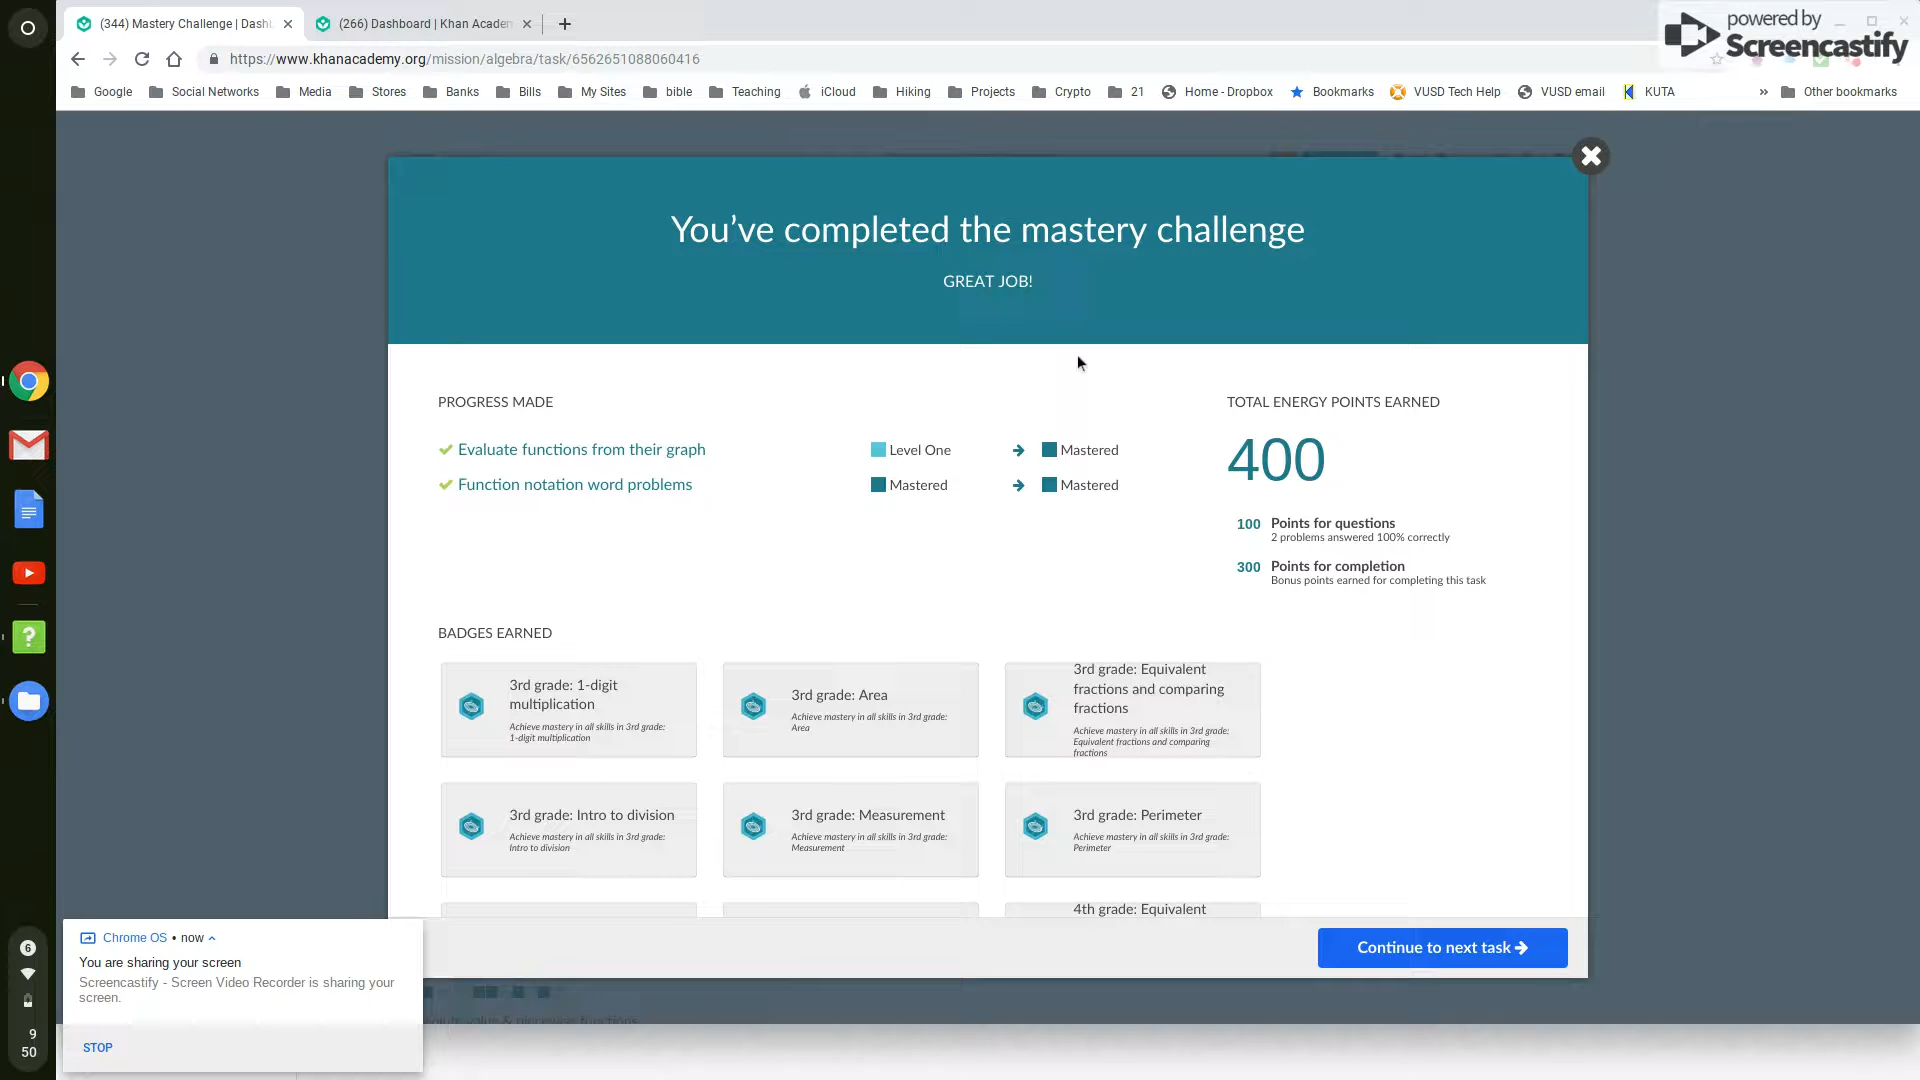 (344) Mastery Challenge | Dash
(266) Dashboard | Khan Academ
powered by
Screencastify
https://www.khanacademy.org/mission/algebra/task/6562651088060416
Google Social Networks Media Stores Banks Bills My Sites bible Teaching iCloud Hiking Projects Crypto 21 Home - Dropbox Bookmarks VUSD Tech Help VUSD email KUTA » Other bookmarks
You've completed the mastery challenge
GREAT JOB!
PROGRESS MADE
Evaluate functions from their graph Level One Mastered
Function notation word problems Mastered Mastered
TOTAL ENERGY POINTS EARNED
400
100 Points for questions
2 problems answered 100% correctly
300 Points for completion
Bonus points earned for completing this task
BADGES EARNED
3rd grade: 1-digit
multiplication
Achieve mastery in all skills in 3rd grade:
1-digit multiplication
3rd grade: Area
Achieve mastery in all skills in 3rd grade:
Area
3rd grade: Equivalent
fractions and comparing
fractions
Achieve mastery in all skills in 3rd grade:
Equivalent fractions and comparing
fractions
3rd grade: Intro to division
Achieve mastery in all skills in 3rd grade:
Intro to division
3rd grade: Measurement
Achieve mastery in all skills in 3rd grade:
Measurement
3rd grade: Perimeter
Achieve mastery in all skills in 3rd grade:
Perimeter
4th grade: Equivalent
Continue to next task
Chrome OS • now
You are sharing your screen
Screencastify - Screen Video Recorder is sharing your
screen.
STOP
6
9
50